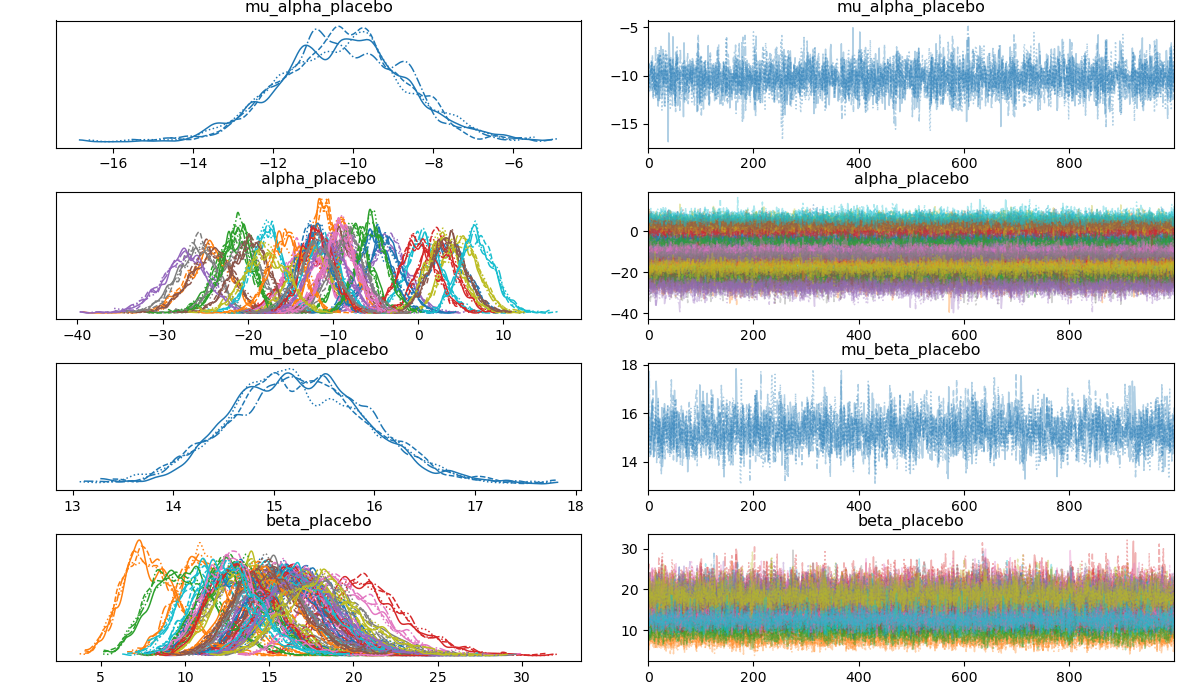 mu_alpha_placebo
mu_alpha_placebo
−16 −14 −12 −10 −8 −6
−5
−10
−15
0 200 400 600 800
alpha_placebo
alpha_placebo
−40 −30 −20 −10 0 10
0
−20
−40
0 200 400 600 800
mu_beta_placebo
mu_beta_placebo
13 14 15 16 17 18
18
16
14
0 200 400 600 800
beta_placebo
beta_placebo
5 10 15 20 25 30
30
20
10
0 200 400 600 800